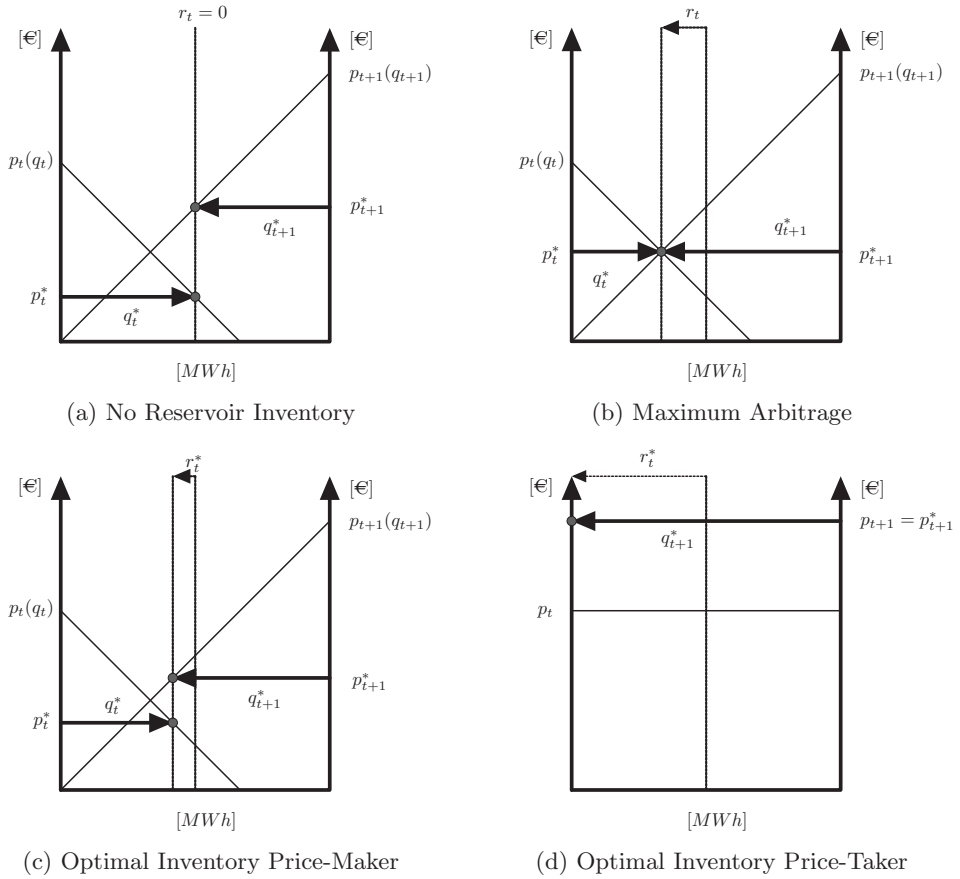 r_t = 0
[€]
[€]
p_{t+1}(q_{t+1})
p_t(q_t)
p^*_{t+1}
q^*_{t+1}
p^*_t
q^*_t
[MWh]
(a) No Reservoir Inventory
r_t
[€]
[€]
p_{t+1}(q_{t+1})
p_t(q_t)
q^*_{t+1}
p^*_t
p^*_{t+1}
q^*_t
[MWh]
(b) Maximum Arbitrage
r^*_t
[€]
[€]
p_{t+1}(q_{t+1})
p_t(q_t)
p^*_{t+1}
q^*_t
q^*_{t+1}
p^*_t
[MWh]
(c) Optimal Inventory Price-Maker
r^*_t
[€]
[€]
p_{t+1} = p^*_{t+1}
q^*_{t+1}
p_t
[MWh]
(d) Optimal Inventory Price-Taker